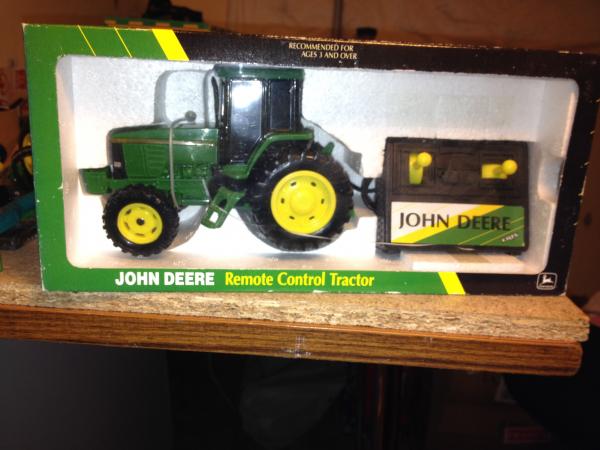 RECOMMENDED FOR
AGES 3 AND OVER
JOHN DEERE
JOHN DEERE Remote Control Tractor